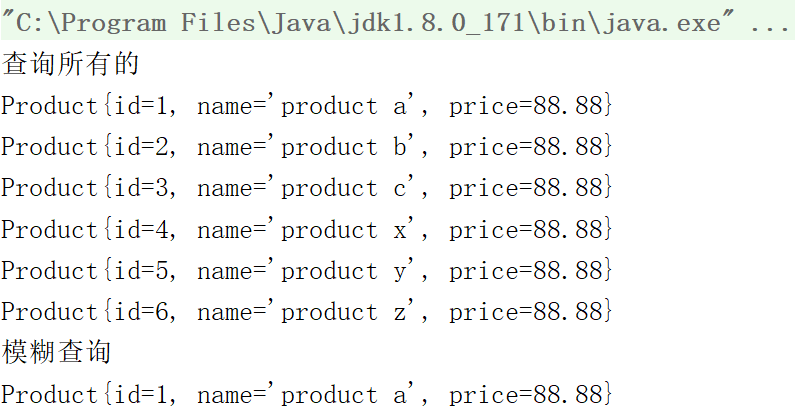 "C:\Program Files\Java\jdk1.8.0_171\bin\java.exe" ...
查询所有的
Product{id=1, name='product a', price=88.88}
Product{id=2, name='product b', price=88.88}
Product{id=3, name='product c', price=88.88}
Product{id=4, name='product x', price=88.88}
Product{id=5, name='product y', price=88.88}
Product{id=6, name='product z', price=88.88}
模糊查询
Product{id=1, name='product a', price=88.88}